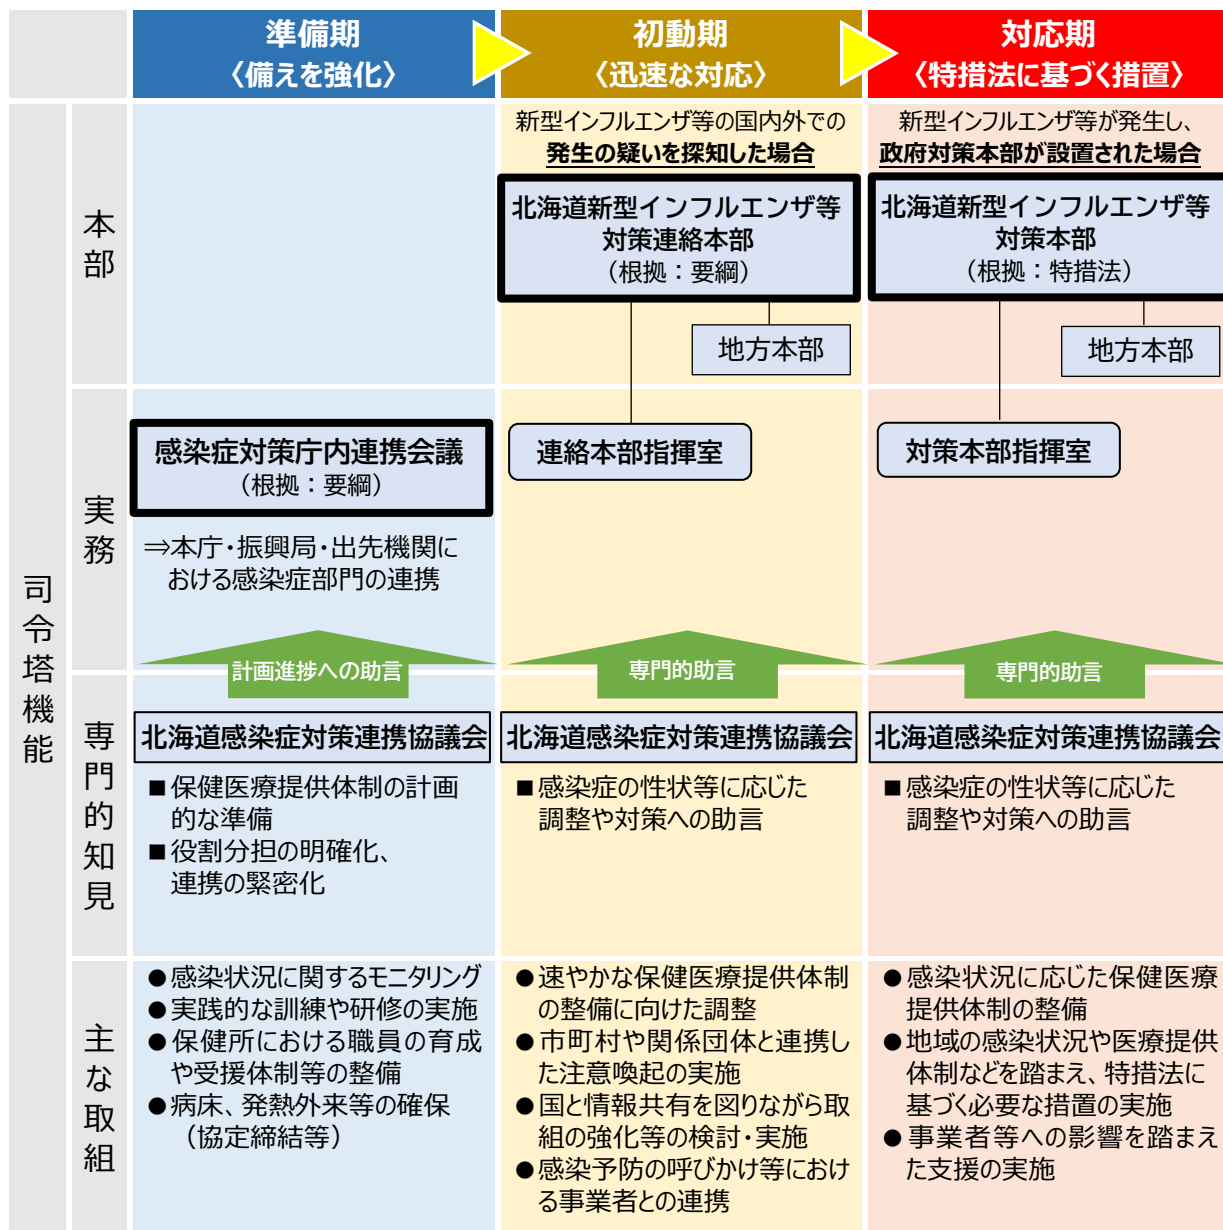 準備期
〈備えを強化〉
初動期
〈迅速な対応〉
対応期
〈特措法に基づく措置〉
司令塔機能
本部
新型インフルエンザ等の国内外での
発生の疑いを探知した場合
北海道新型インフルエンザ等
対策連絡本部
（根拠：要綱）
地方本部
新型インフルエンザ等が発生し、
政府対策本部が設置された場合
北海道新型インフルエンザ等
対策本部
（根拠：特措法）
地方本部
実務
感染症対策庁内連携会議
（根拠：要綱）
⇒本庁・振興局・出先機関に
おける感染症部門の連携
連絡本部指揮室
対策本部指揮室
計画進捗への助言
専門的助言
専門的助言
専門的知見
北海道感染症対策連携協議会
■保健医療提供体制の計画
的な準備
■役割分担の明確化、
連携の緊密化
北海道感染症対策連携協議会
■感染症の性状等に応じた
調整や対策への助言
北海道感染症対策連携協議会
■感染症の性状等に応じた
調整や対策への助言
主な取組
●感染状況に関するモニタリング
●実践的な訓練や研修の実施
●保健所における職員の育成
や受援体制等の整備
●病床、発熱外来等の確保
（協定締結等）
●速やかな保健医療提供体制
の整備に向けた調整
●市町村や関係団体と連携し
た注意喚起の実施
●国と情報共有を図りながら取
組の強化等の検討・実施
●感染予防の呼びかけ等におけ
る事業者との連携
●感染状況に応じた保健医療
提供体制の整備
●地域の感染状況や医療提供
体制などを踏まえ、特措法に
基づく必要な措置の実施
●事業者等への影響を踏まえ
た支援の実施